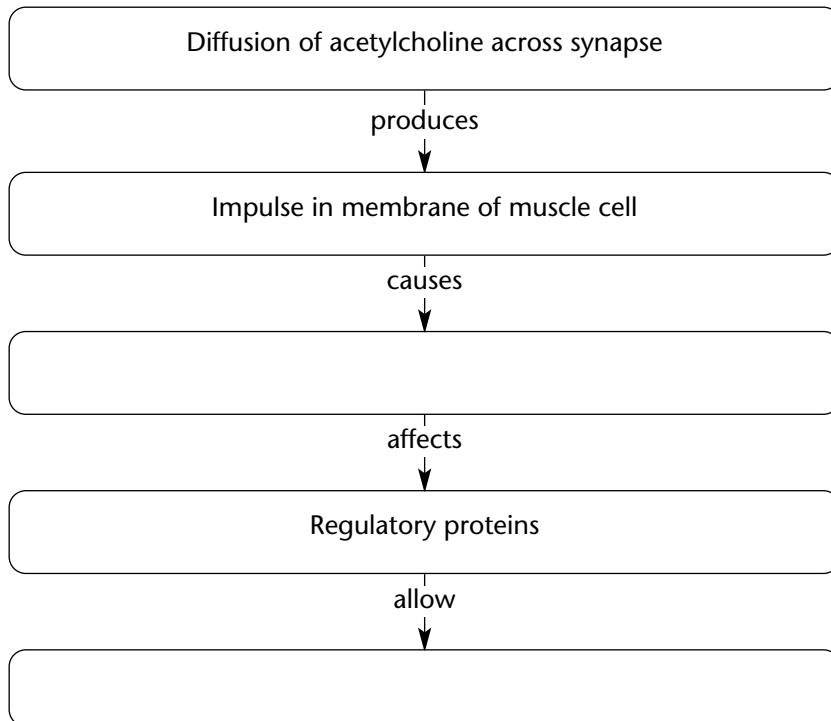 Diffusion of acetylcholine across synapse
produces
Impulse in membrane of muscle cell
causes
affects
Regulatory proteins
allow